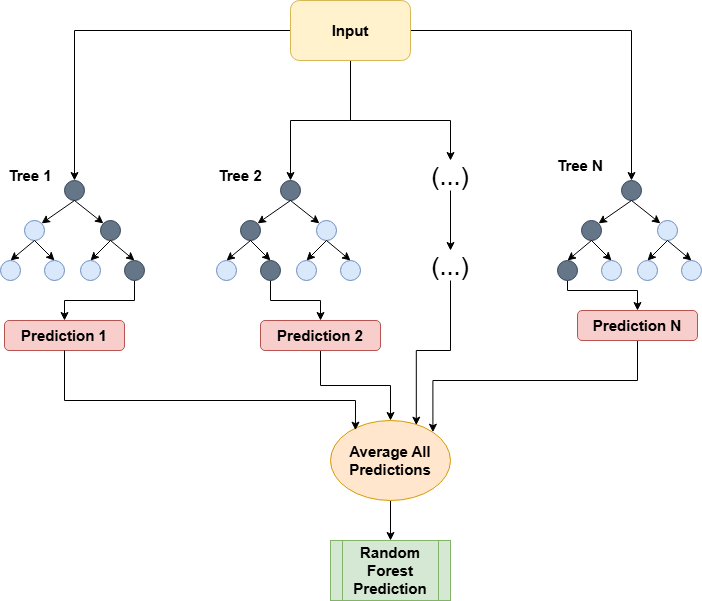 Input
Tree 1
Tree 2
(...)
Tree N
(...)
Prediction 1
Prediction 2
Prediction N
Average All
Predictions
Random
Forest
Prediction